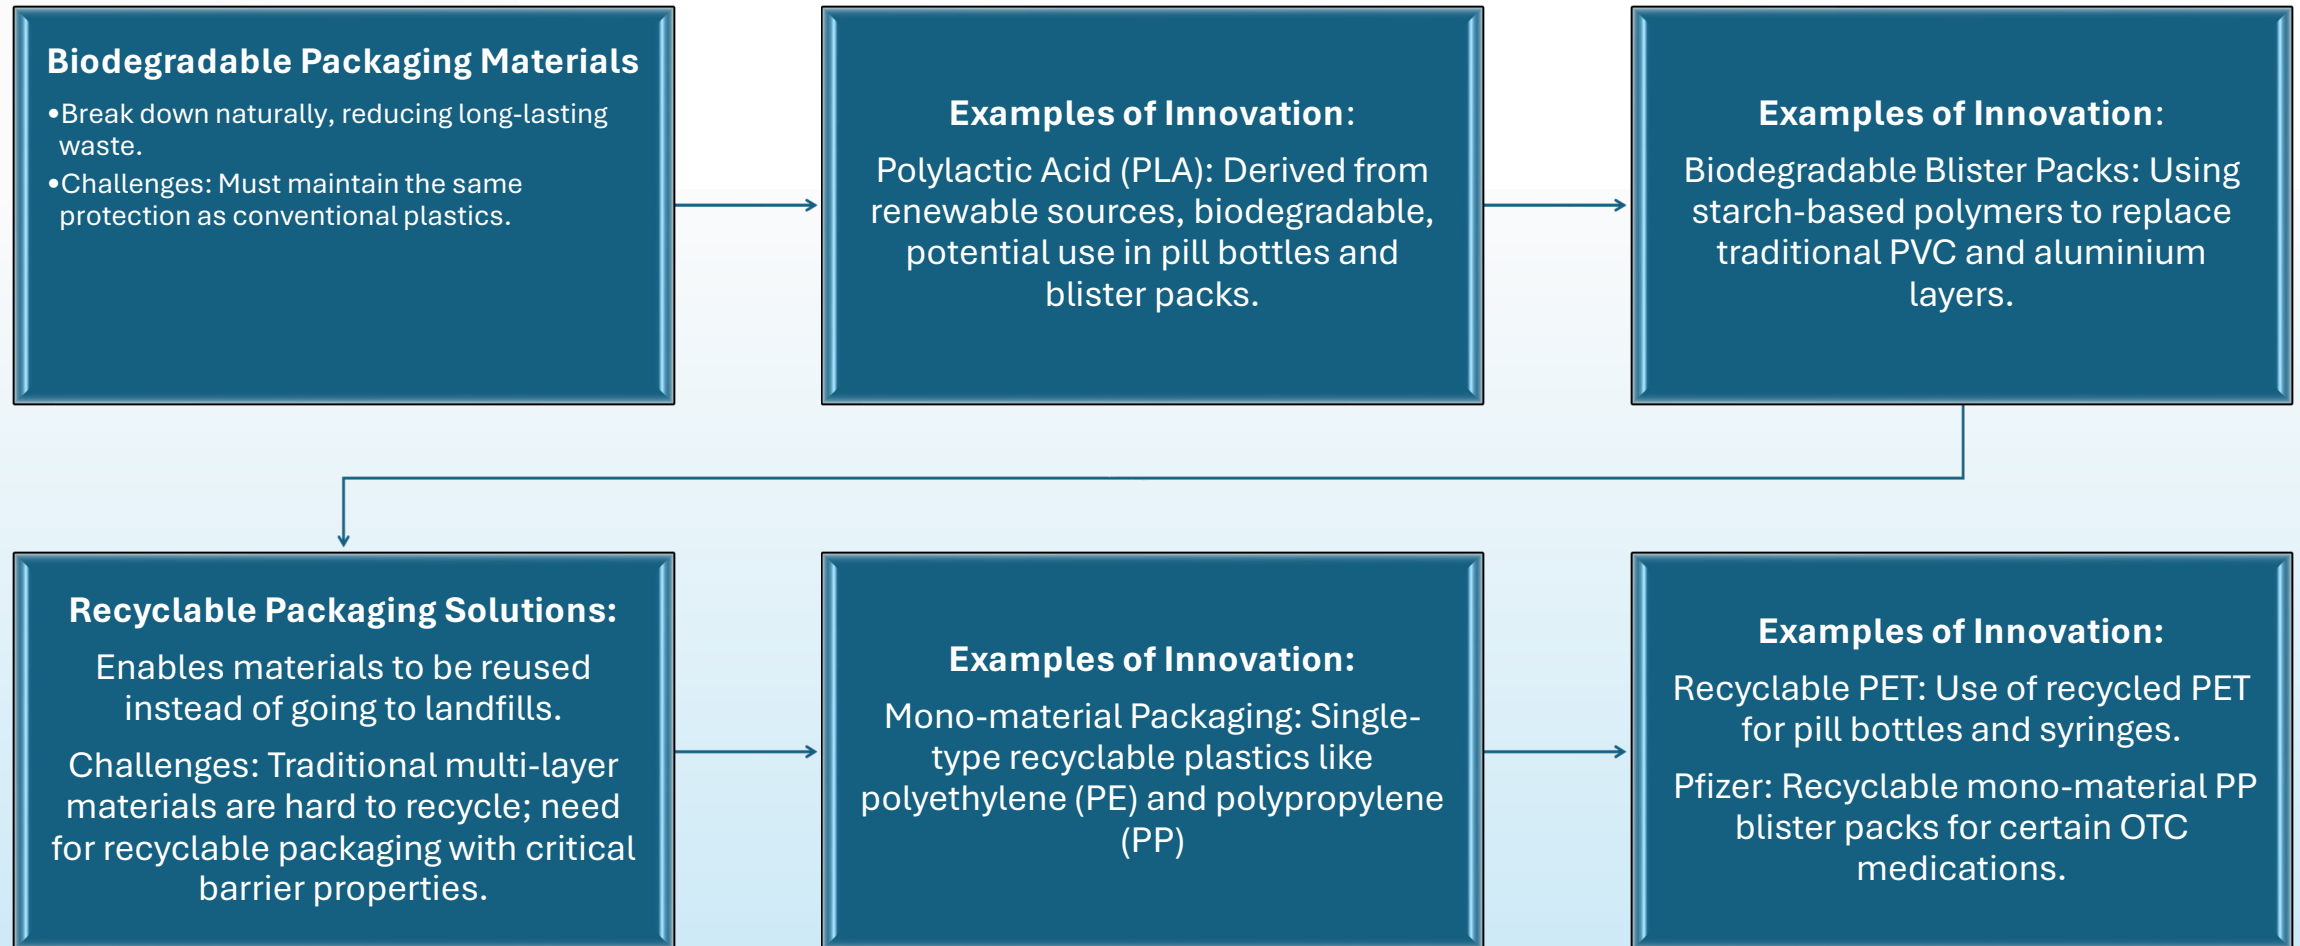 Biodegradable Packaging Materials
•Break down naturally, reducing long-lasting
waste.
•Challenges: Must maintain the same
protection as conventional plastics.
Examples of Innovation:
Polylactic Acid (PLA): Derived from
renewable sources, biodegradable,
potential use in pill bottles and
blister packs.
Examples of Innovation:
Biodegradable Blister Packs: Using
starch-based polymers to replace
traditional PVC and aluminium
layers.
Recyclable Packaging Solutions:
Enables materials to be reused
instead of going to landfills.
Challenges: Traditional multi-layer
materials are hard to recycle; need
for recyclable packaging with critical
barrier properties.
Examples of Innovation:
Mono-material Packaging: Single-
type recyclable plastics like
polyethylene (PE) and polypropylene
(PP)
Examples of Innovation:
Recyclable PET: Use of recycled PET
for pill bottles and syringes.
Pfizer: Recyclable mono-material PP
blister packs for certain OTC
medications.